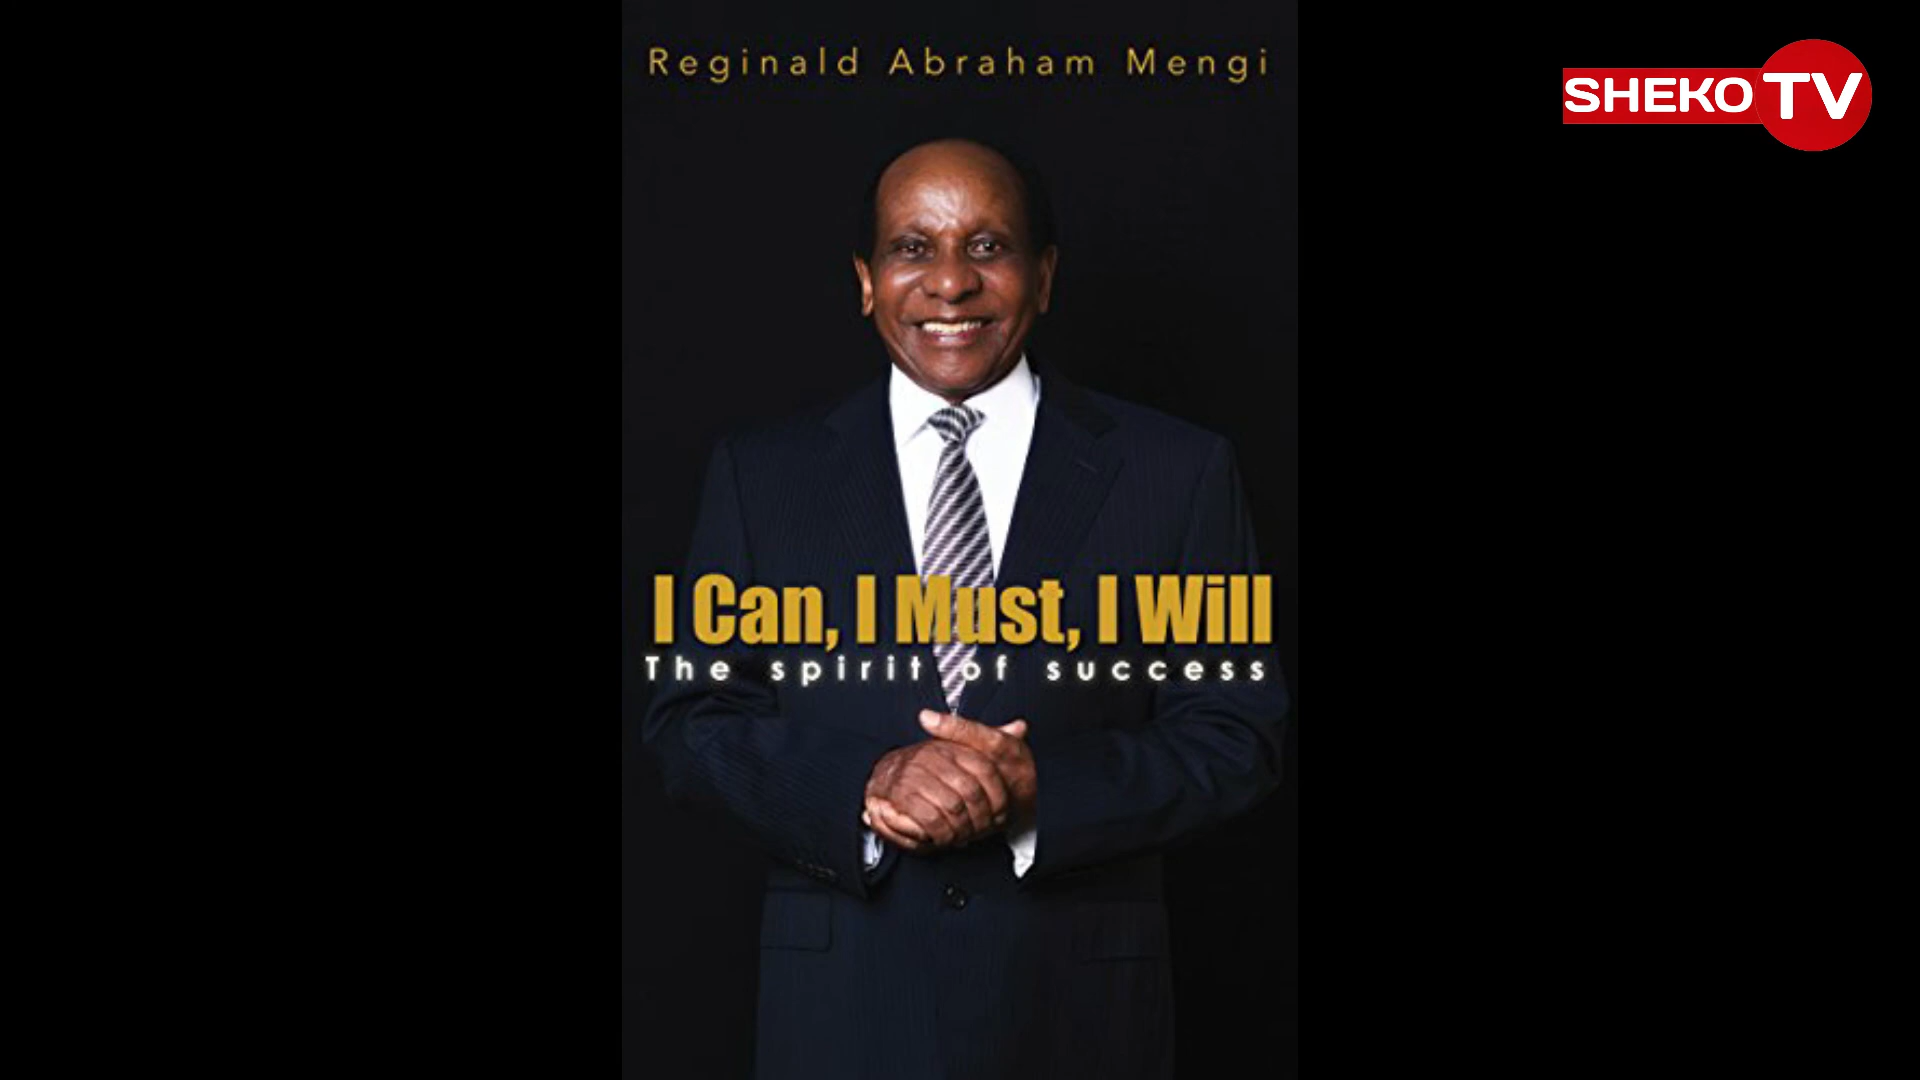 Reginald Abraham Mengi
SHEKO TV
I Can, I Must, I Will
The spirit of success